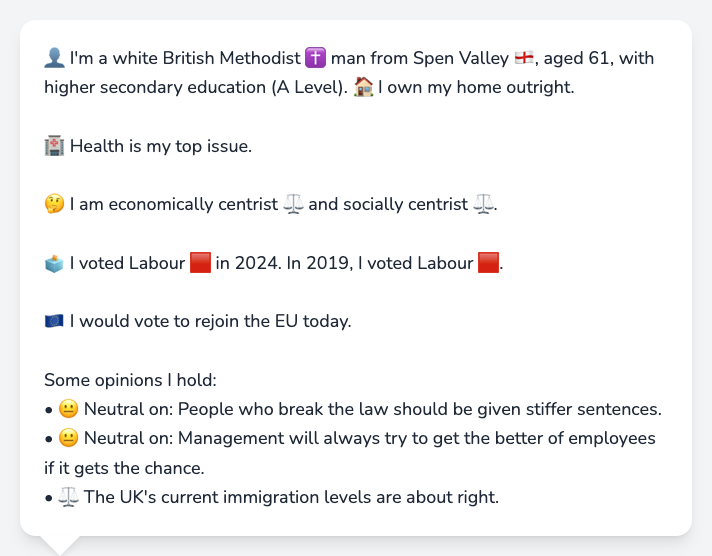 👤 I'm a white British Methodist ✝️ man from Spen Valley 🏴󠁧󠁢󠁥󠁮󠁧󠁿, aged 61, with
higher secondary education (A Level). 🏠 I own my home outright.
🏥 Health is my top issue.
🤔 I am economically centrist ⚖️ and socially centrist ⚖️.
🗳️ I voted Labour 🟥 in 2024. In 2019, I voted Labour 🟥.
🇪🇺 I would vote to rejoin the EU today.
Some opinions I hold:
• 😐 Neutral on: People who break the law should be given stiffer sentences.
• 😐 Neutral on: Management will always try to get the better of employees
if it gets the chance.
• ⚖️ The UK's current immigration levels are about right.